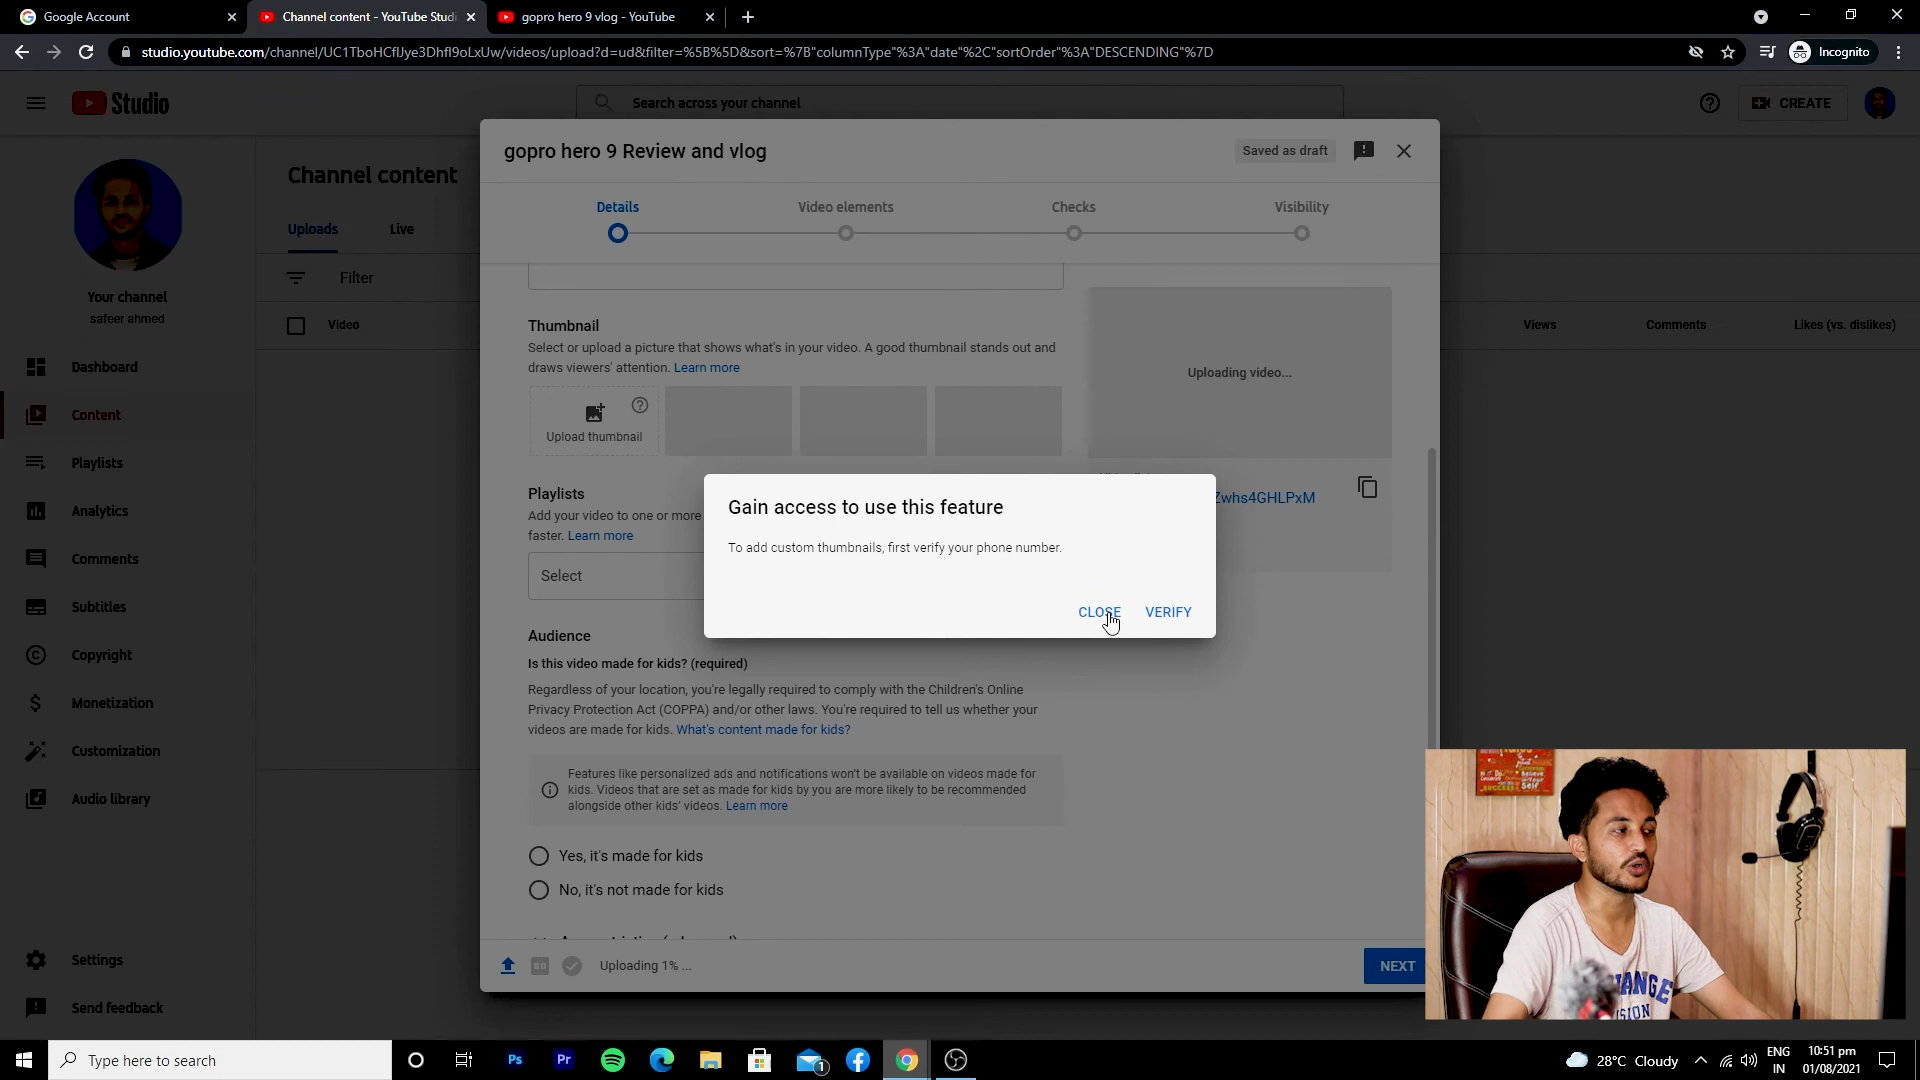 Google Account
Channel content - YouTube Studi
gopro hero 9 vlog - YouTube
studio.youtube.com/channel/UC1TboHCflJye3Dhfl9oLxUw/videos/upload?d=ud&filter=%5B%5D&sort=%7B"columnType"%3A"date"%2C"sortOrder"%3A"DESCENDING"%7D
Incognito
Studio
Search across your channel
CREATE
gopro hero 9 Review and vlog
Saved as draft
Details
Video elements
Checks
Visibility
Channel content
Uploads
Live
Filter
Video
Views
Comments
Likes (vs. dislikes)
Your channel
safeer ahmed
Dashboard
Content
Playlists
Analytics
Comments
Subtitles
Copyright
Monetization
Customization
Audio library
Settings
Send feedback
Thumbnail
Select or upload a picture that shows what's in your video. A good thumbnail stands out and
draws viewers' attention. Learn more
Upload thumbnail
Uploading video...
Zwhs4GHLPxM
Playlists
Add your video to one or more
faster. Learn more
Select
Gain access to use this feature
To add custom thumbnails, first verify your phone number.
CLOSE
VERIFY
Audience
Is this video made for kids? (required)
Regardless of your location, you're legally required to comply with the Children's Online
Privacy Protection Act (COPPA) and/or other laws. You're required to tell us whether your
videos are made for kids. What's content made for kids?
Features like personalized ads and notifications won't be available on videos made for
kids. Videos that are set as made for kids by you are more likely to be recommended
alongside other kids' videos. Learn more
Yes, it's made for kids
No, it's not made for kids
Uploading 1% ...
NEXT
Type here to search
Ps
Pr
1
28°C Cloudy
ENG
IN
10:51 pm
01/08/2021